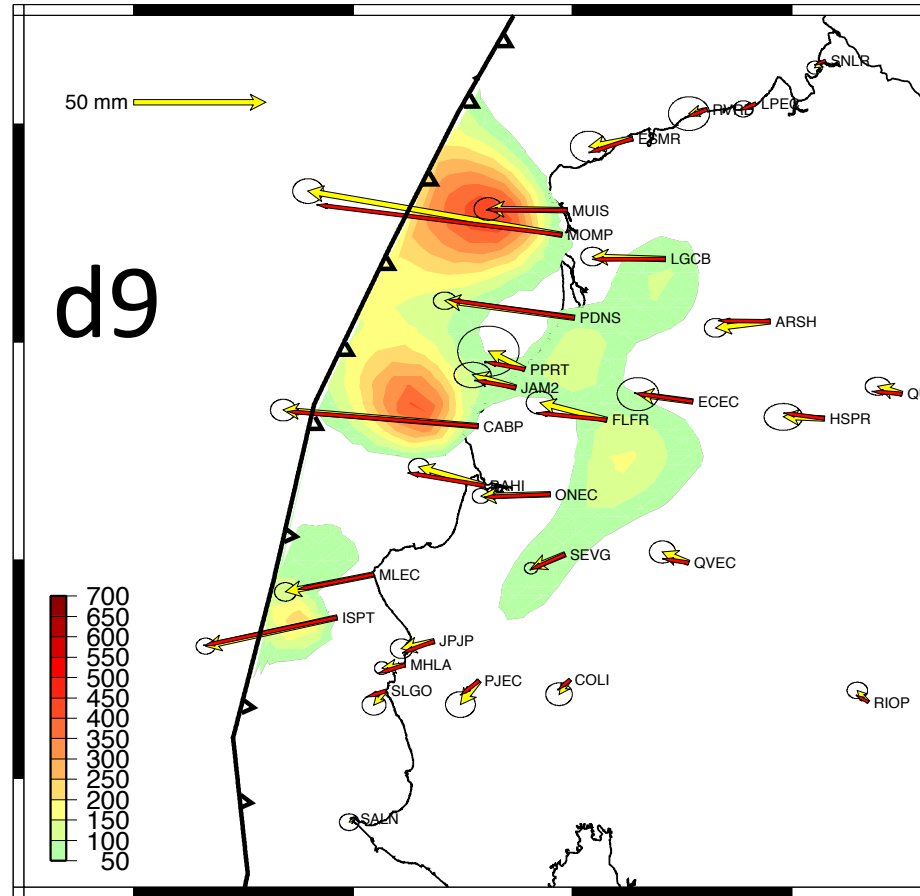 SNLR
50 mm
LPEC
RVRD
ESMR
MUIS
MOMP
LGCB
d9
PDNS
ARSH
PPRT
JAM2
ECEC
FLFR
HSPR
CABP
BAHI
ONEC
SEVG
QVEC
MLEC
700
650
ISPT
600
JPJP
550
MHLA
500
PJEC
COLI
SLGO
450
RIOP
400
350
300
250
SALN
200
150
100
50